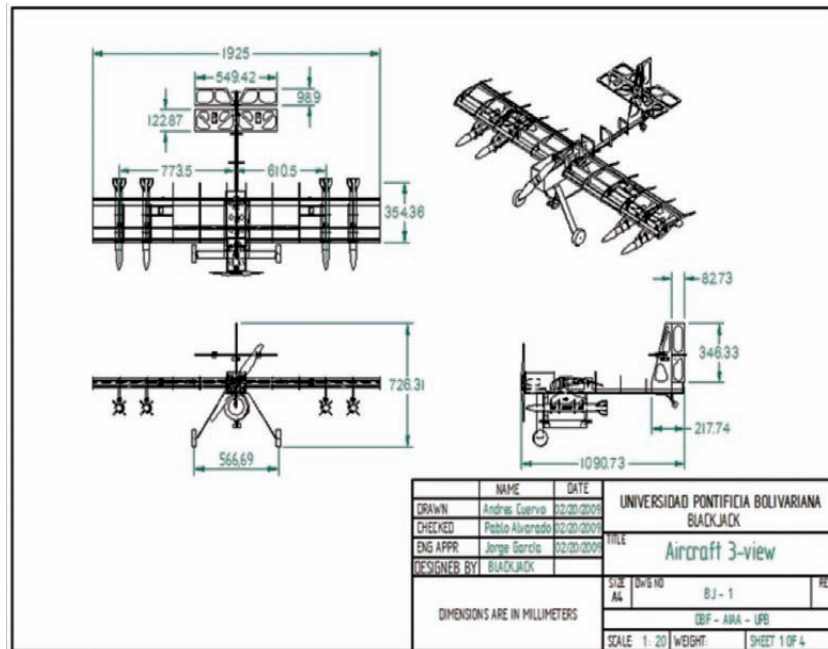 1925
549.42
98.9
122.87
773.5
610.5
354.36
82.73
346.33
726.31
217.74
566.69
1090.73
NAME DATE
DRAWN Andres Cuervo 02/20/2009
CHECKED Pablo Alvarado 02/20/2009
ENG APPR Jorge García 02/20/2009
DESIGNED BY BLACKJACK
DIMENSIONS ARE IN MILLIMETERS
UNIVERSIDAD PONTIFICIA BOLIVARIANA
BLACKJACK
TITLE
Aircraft 3-view
SIZE DWG NO RE
A4 BJ - 1
DBF - AIAA - UPB
SCALE: 1: 20 WEIGHT: SHEET 1 OF 4